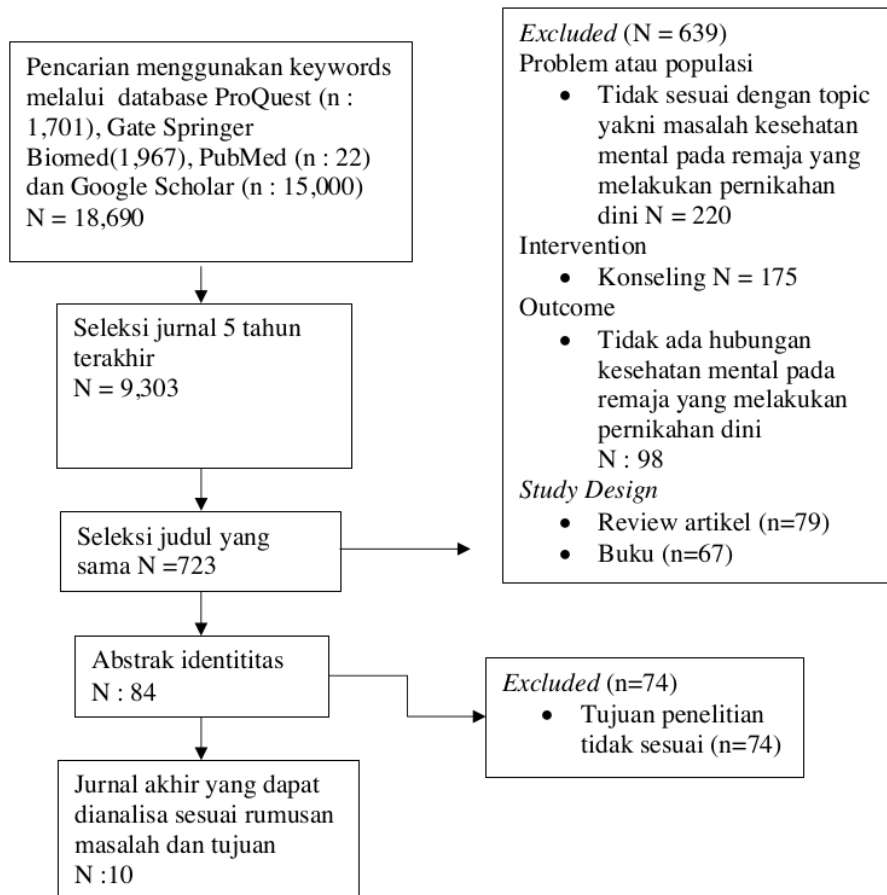 Pencarian menggunakan keywords
melalui database ProQuest (n :
1,701), Gate Springer
Biomed(1,967), PubMed (n : 22)
dan Google Scholar (n : 15,000)
N = 18,690
Seleksi jurnal 5 tahun
terakhir
N = 9,303
Seleksi judul yang
sama N =723
Excluded (N = 639)
Problem atau populasi
• Tidak sesuai dengan topic
yakni masalah kesehatan
mental pada remaja yang
melakukan pernikahan
dini N = 220
Intervention
• Konseling N = 175
Outcome
• Tidak ada hubungan
kesehatan mental pada
remaja yang melakukan
pernikahan dini
N : 98
Study Design
• Review artikel (n=79)
• Buku (n=67)
Abstrak identititas
N : 84
Excluded (n=74)
• Tujuan penelitian
tidak sesuai (n=74)
Jurnal akhir yang dapat
dianalisa sesuai rumusan
masalah dan tujuan
N :10